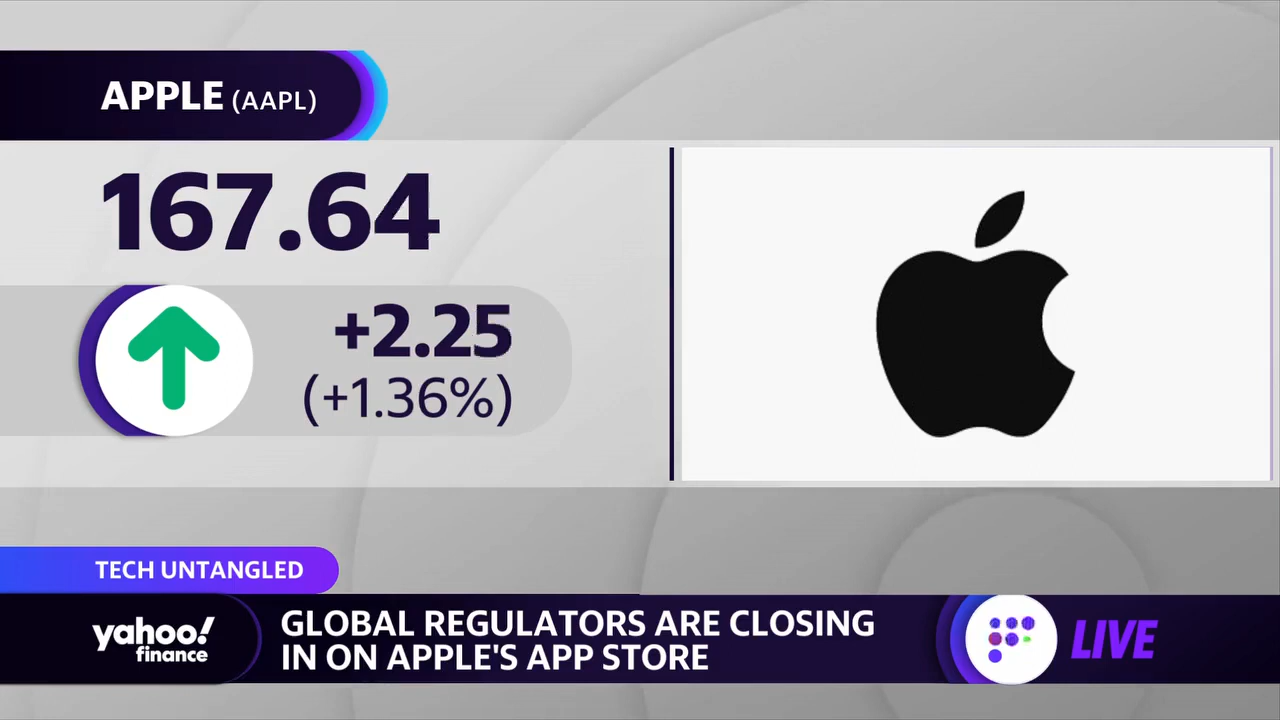 APPLE (AAPL)
167.64
+2.25
(+1.36%)
TECH UNTANGLED
yahoo!
finance
GLOBAL REGULATORS ARE CLOSING
IN ON APPLE'S APP STORE
LIVE